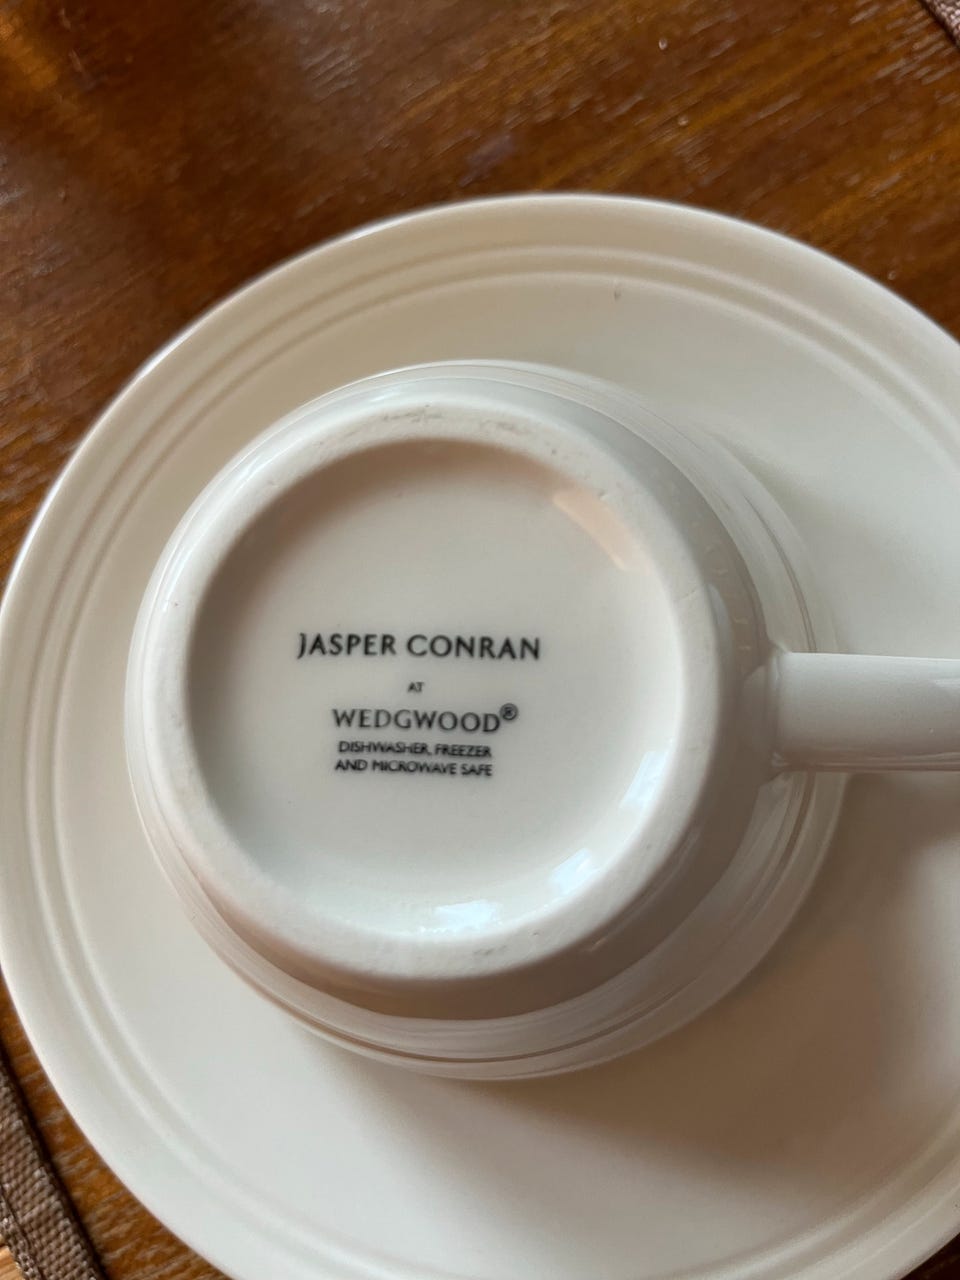 JASPER CONRAN
AT
WEDGWOOD®
DISHWASHER, FREEZER
AND MICROWAVE SAFE